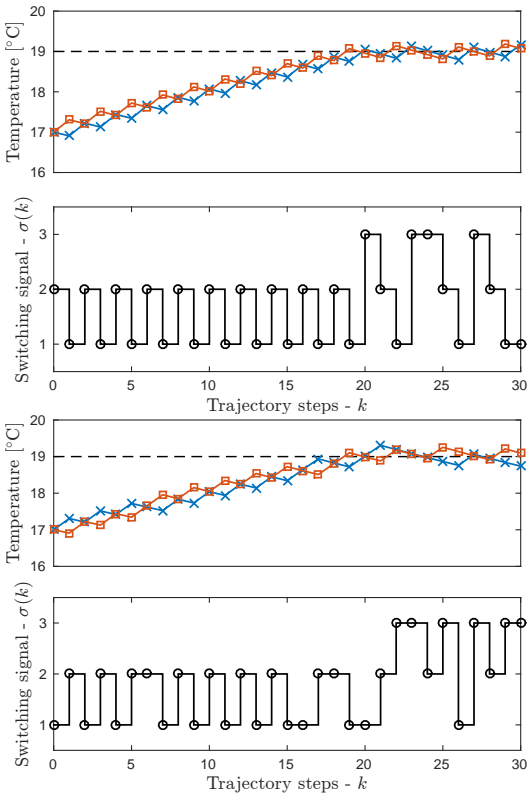 20
19
18
17
16
Temperature [°C]
3
2
1
Switching signal - σ(k)
0 5 10 15 20 25 30
Trajectory steps - k
20
19
18
17
16
Temperature [°C]
3
2
1
Switching signal - σ(k)
0 5 10 15 20 25 30
Trajectory steps - k